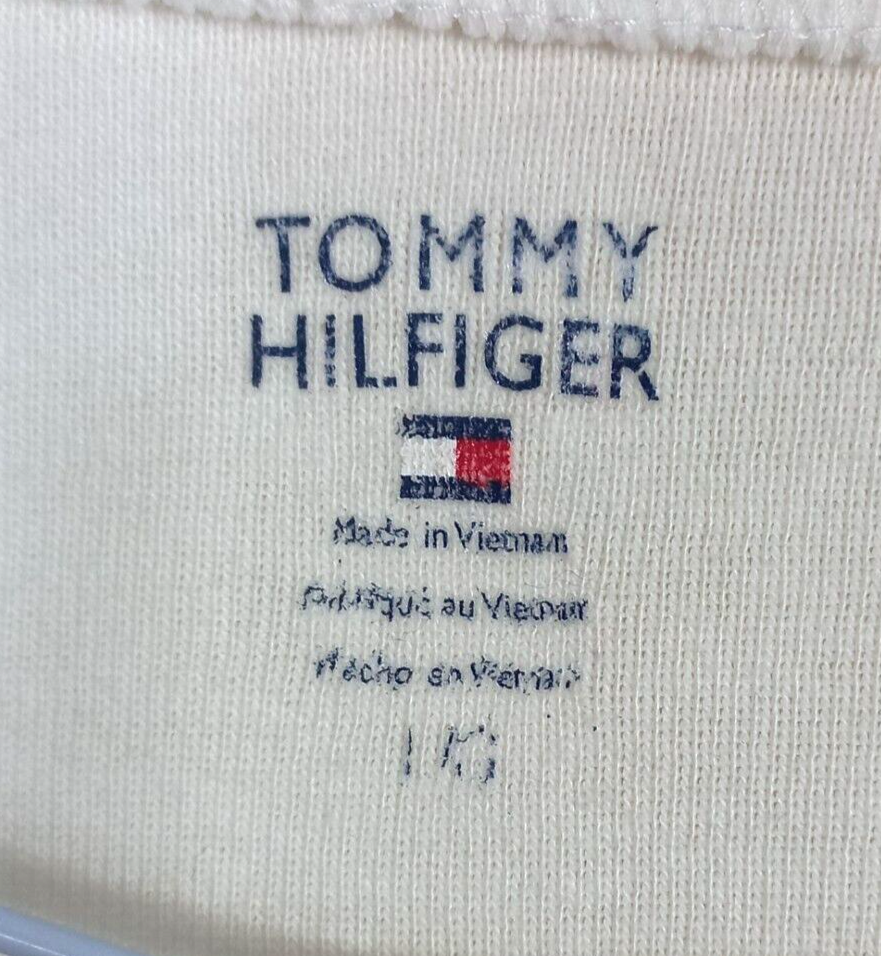 TOMMY
HILFIGER
Made in Vietnam
Fabriqué au Vietnam
Hecho en Vietnam